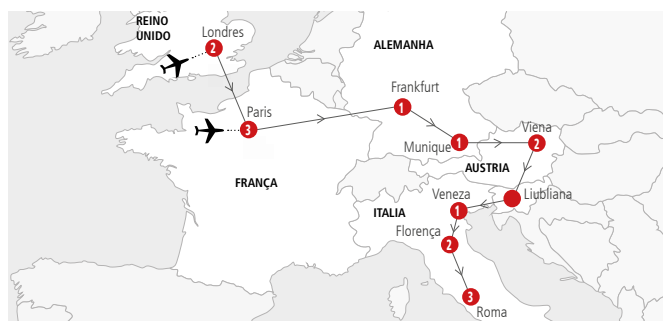 REINO
UNIDO
Londres
2
ALEMANHA
Frankfurt
1
Paris
3
Munique
1
Viena
2
AUSTRIA
FRANÇA
Liubliana
Veneza
1
ITALIA
Florença
2
3
Roma